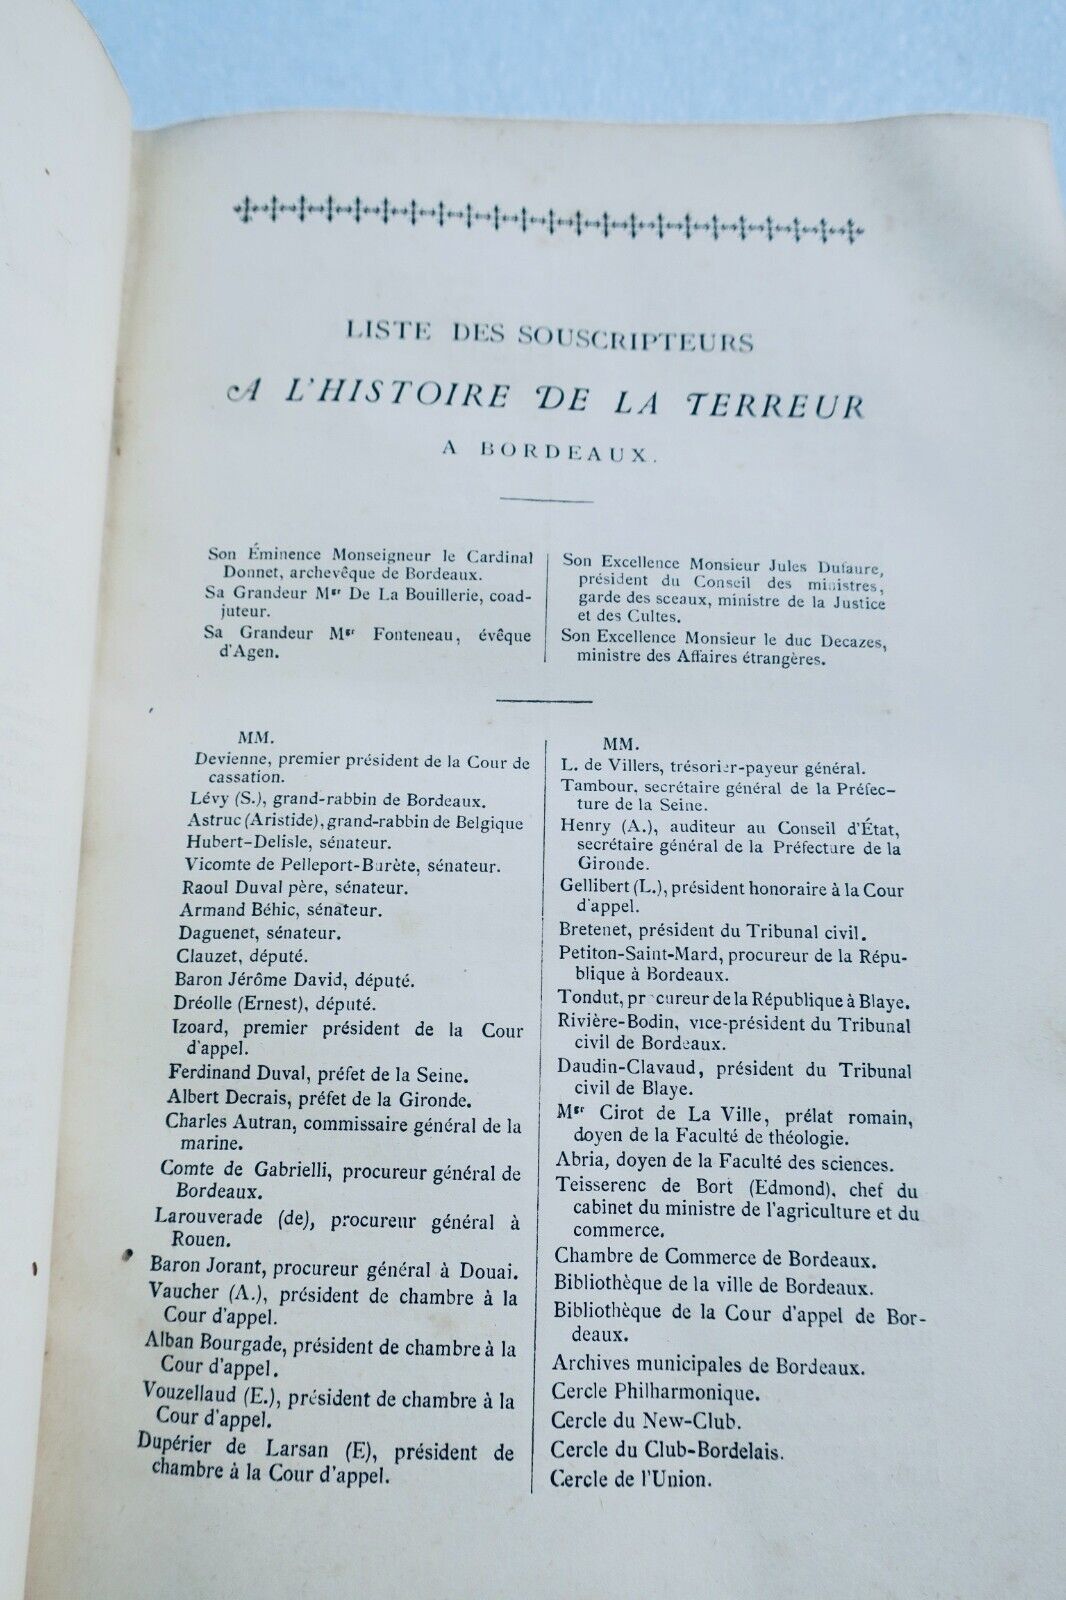 LISTE DES SOUSCRIPTEURS
A L'HISTOIRE DE LA TERREUR
A BORDEAUX.
Son Éminence Monseigneur le Cardinal
Donnet, archevêque de Bordeaux.
Sa Grandeur Mgr De La Bouillerie, coad-
juteur.
Sa Grandeur Mgr Fonteneau, évêque
d'Agen.
Son Excellence Monsieur Jules Dufaure,
président du Conseil des ministres,
garde des sceaux, ministre de la Justice
et des Cultes.
Son Excellence Monsieur le duc Decazes,
ministre des Affaires étrangères.
MM.
Devienne, premier président de la Cour de
cassation.
Lévy (S.), grand-rabbin de Bordeaux.
Astruc (Aristide), grand-rabbin de Belgique
Hubert-Delisle, sénateur.
Vicomte de Pelleport-Burète, sénateur.
Raoul Duval père, sénateur.
Armand Béhic, sénateur.
Daguenet, sénateur.
Clauzet, député.
Baron Jérôme David, député.
Dréolle (Ernest), député.
Izoard, premier président de la Cour
d'appel.
Ferdinand Duval, préfet de la Seine.
Albert Decrais, préfet de la Gironde.
Charles Autran, commissaire général de la
marine.
Comte de Gabrielli, procureur général de
Bordeaux.
Larouverade (de), procureur général à
Rouen.
Baron Jorant, procureur général à Douai.
Vaucher (A.), président de chambre à la
Cour d'appel.
Alban Bourgade, président de chambre à la
Cour d'appel.
Vouzellaud (E.), président de chambre à la
Cour d'appel.
Dupérier de Larsan (E), président de
chambre à la Cour d'appel.
MM.
L. de Villers, trésorier-payeur général.
Tambour, secrétaire général de la Préfec-
ture de la Seine.
Henry (A.), auditeur au Conseil d'État,
secrétaire général de la Préfecture de la
Gironde.
Gellibert (L.), président honoraire à la Cour
d'appel.
Bretenet, président du Tribunal civil.
Petiton-Saint-Mard, procureur de la Répu-
blique à Bordeaux.
Tondut, procureur de la République à Blaye.
Rivière-Bodin, vice-président du Tribunal
civil de Bordeaux.
Daudin-Clavaud, président du Tribunal
civil de Blaye.
Mgr Cirot de La Ville, prélat romain,
doyen de la Faculté de théologie.
Abria, doyen de la Faculté des sciences.
Teisserenc de Bort (Edmond), chef du
cabinet du ministre de l'agriculture et du
commerce.
Chambre de Commerce de Bordeaux.
Bibliothèque de la ville de Bordeaux.
Bibliothèque de la Cour d'appel de Bor-
deaux.
Archives municipales de Bordeaux.
Cercle Philharmonique.
Cercle du New-Club.
Cercle du Club-Bordelais.
Cercle de l'Union.